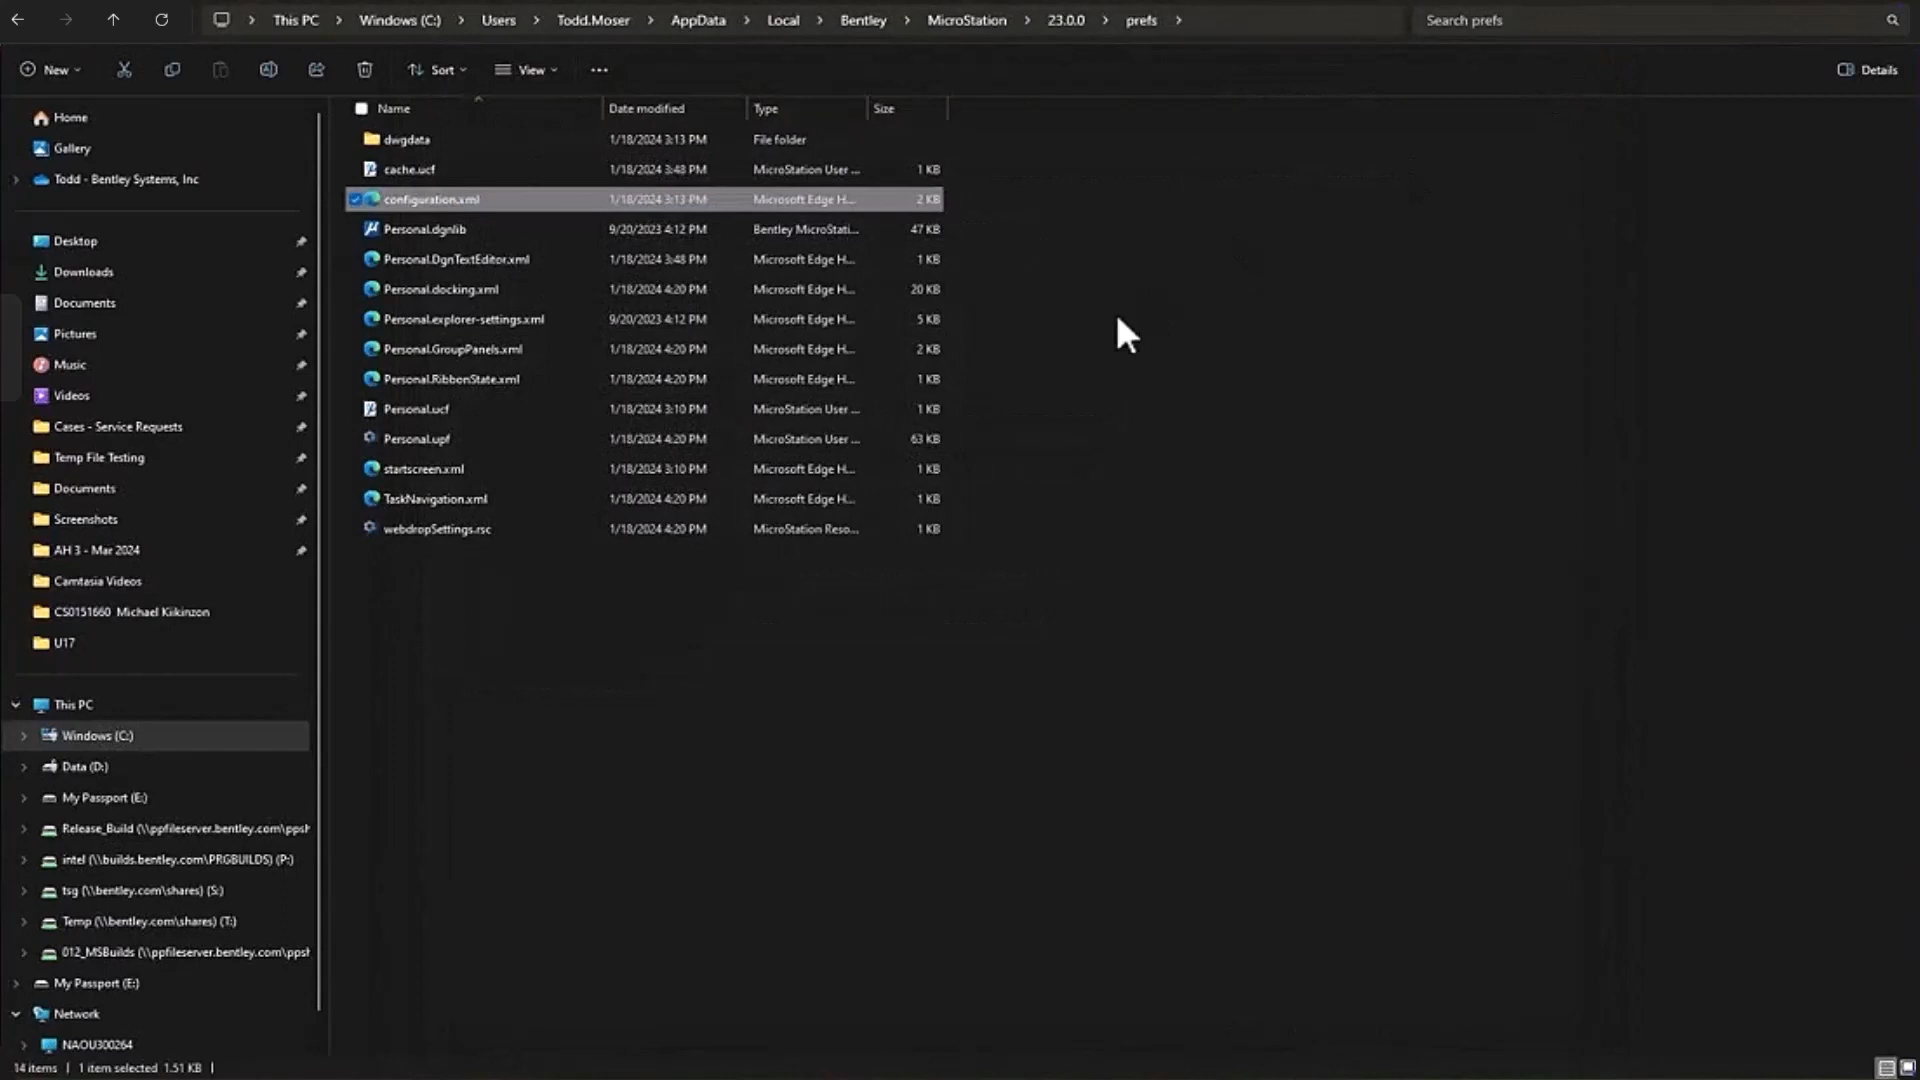 This PC > Windows (C:) > Users > Todd.Moser > AppData > Local > Bentley > MicroStation > 23.0.0 > prefs >
Search prefs
New
Sort
View
Details
Name Date modified Type Size
Home
Gallery
Todd - Bentley Systems, Inc
Desktop
Downloads
Documents
Pictures
Music
Videos
Cases - Service Requests
Temp File Testing
Documents
Screenshots
AH 3 - Mar 2024
Camtasia Videos
CS0151660 Michael Kiikinzon
U17
This PC
Windows (C:)
Data (D:)
My Passport (E:)
Release_Build (\\ppfileserver.bentley.com\ppsh
intel (\\builds.bentley.com\PRGBUILDS) (P:)
tsg (\\bentley.com\shares) (S:)
Temp (\\bentley.com\shares) (T:)
012_MSBuilds (\\ppfileserver.bentley.com\ppsh
My Passport (E:)
Network
NAOU300264
dwgdata 1/18/2024 3:13 PM File folder
cache.ucf 1/18/2024 3:48 PM MicroStation User ... 1 KB
configuration.xml 1/18/2024 3:13 PM Microsoft Edge H... 2 KB
Personal.dgnlib 9/20/2023 4:12 PM Bentley MicroStati... 47 KB
Personal.DgnTextEditor.xml 1/18/2024 3:48 PM Microsoft Edge H... 1 KB
Personal.docking.xml 1/18/2024 4:20 PM Microsoft Edge H... 20 KB
Personal.explorer-settings.xml 9/20/2023 4:12 PM Microsoft Edge H... 5 KB
Personal.GroupPanels.xml 1/18/2024 4:20 PM Microsoft Edge H... 2 KB
Personal.RibbonState.xml 1/18/2024 4:20 PM Microsoft Edge H... 1 KB
Personal.ucf 1/18/2024 3:10 PM MicroStation User ... 1 KB
Personal.upf 1/18/2024 4:20 PM MicroStation User ... 63 KB
startscreen.xml 1/18/2024 3:10 PM Microsoft Edge H... 1 KB
TaskNavigation.xml 1/18/2024 4:20 PM Microsoft Edge H... 1 KB
webdropSettings.rsc 1/18/2024 4:20 PM MicroStation Reso... 1 KB
14 items | 1 item selected 1.51 KB |